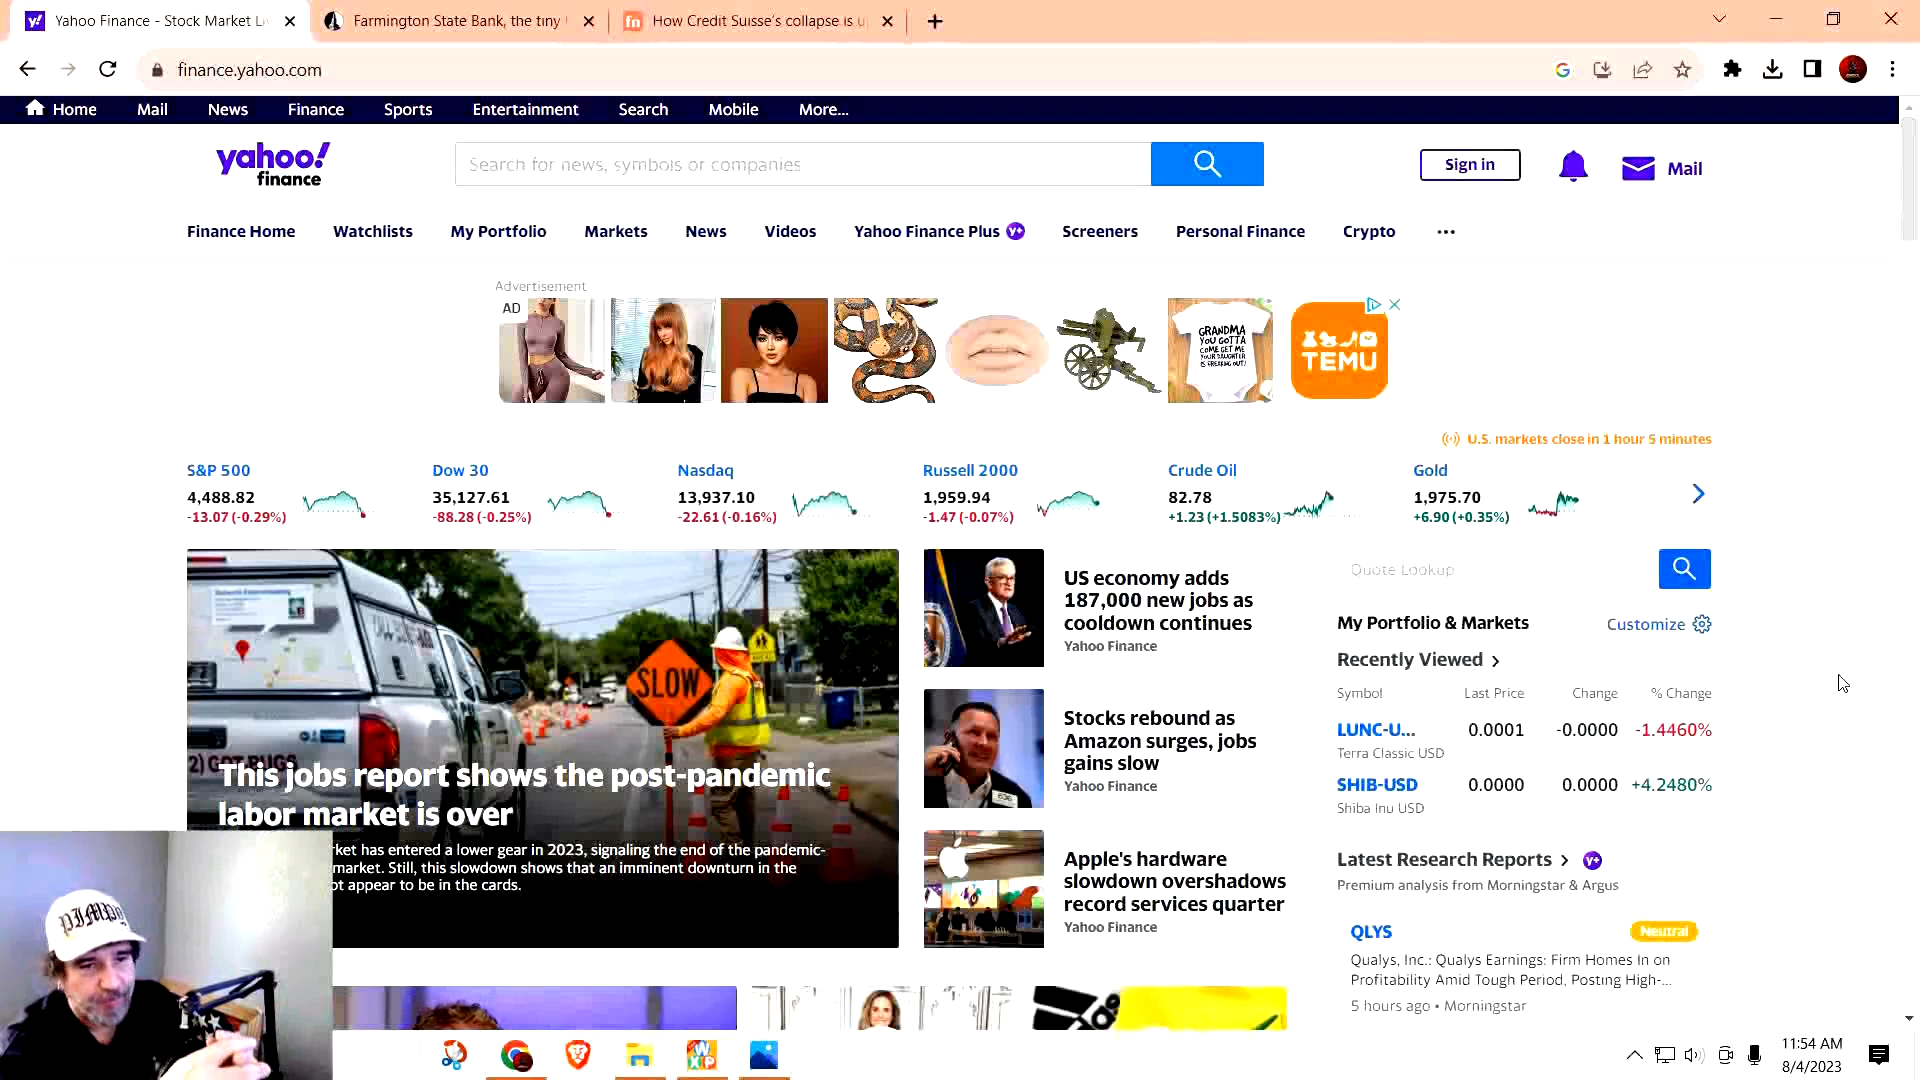 Yahoo Finance - Stock Market Li
Farmington State Bank, the tiny
fn How Credit Suisse's collapse is u
finance.yahoo.com
Home Mail News Finance Sports Entertainment Search Mobile More...
yahoo!
finance
Search for news, symbols or companies
Sign in
Mail
Finance Home Watchlists My Portfolio Markets News Videos Yahoo Finance Plus y+ Screeners Personal Finance Crypto ...
Advertisement
AD
GRANDMA
YOU GOTTA
COME GET ME
YOUR DAUGHTER
IS FREAKING OUT!
TEMU
U.S. markets close in 1 hour 5 minutes
S&P 500
4,488.82
-13.07 (-0.29%)
Dow 30
35,127.61
-88.28 (-0.25%)
Nasdaq
13,937.10
-22.61 (-0.16%)
Russell 2000
1,959.94
-1.47 (-0.07%)
Crude Oil
82.78
+1.23 (+1.5083%)
Gold
1,975.70
+6.90 (+0.35%)
SLOW
This jobs report shows the post-pandemic
labor market is over
ket has entered a lower gear in 2023, signaling the end of the pandemic-
market. Still, this slowdown shows that an imminent downturn in the
ot appear to be in the cards.
US economy adds
187,000 new jobs as
cooldown continues
Yahoo Finance
Stocks rebound as
Amazon surges, jobs
gains slow
Yahoo Finance
Apple's hardware
slowdown overshadows
record services quarter
Yahoo Finance
Quote Lookup
My Portfolio & Markets
Customize
Recently Viewed
Symbol Last Price Change % Change
LUNC-U... 0.0001 -0.0000 -1.4460%
Terra Classic USD
SHIB-USD 0.0000 0.0000 +4.2480%
Shiba Inu USD
Latest Research Reports y+
Premium analysis from Morningstar & Argus
QLYS
Neutral
Qualys, Inc.: Qualys Earnings: Firm Homes In on
Profitability Amid Tough Period, Posting High-...
5 hours ago • Morningstar
11:54 AM
8/4/2023